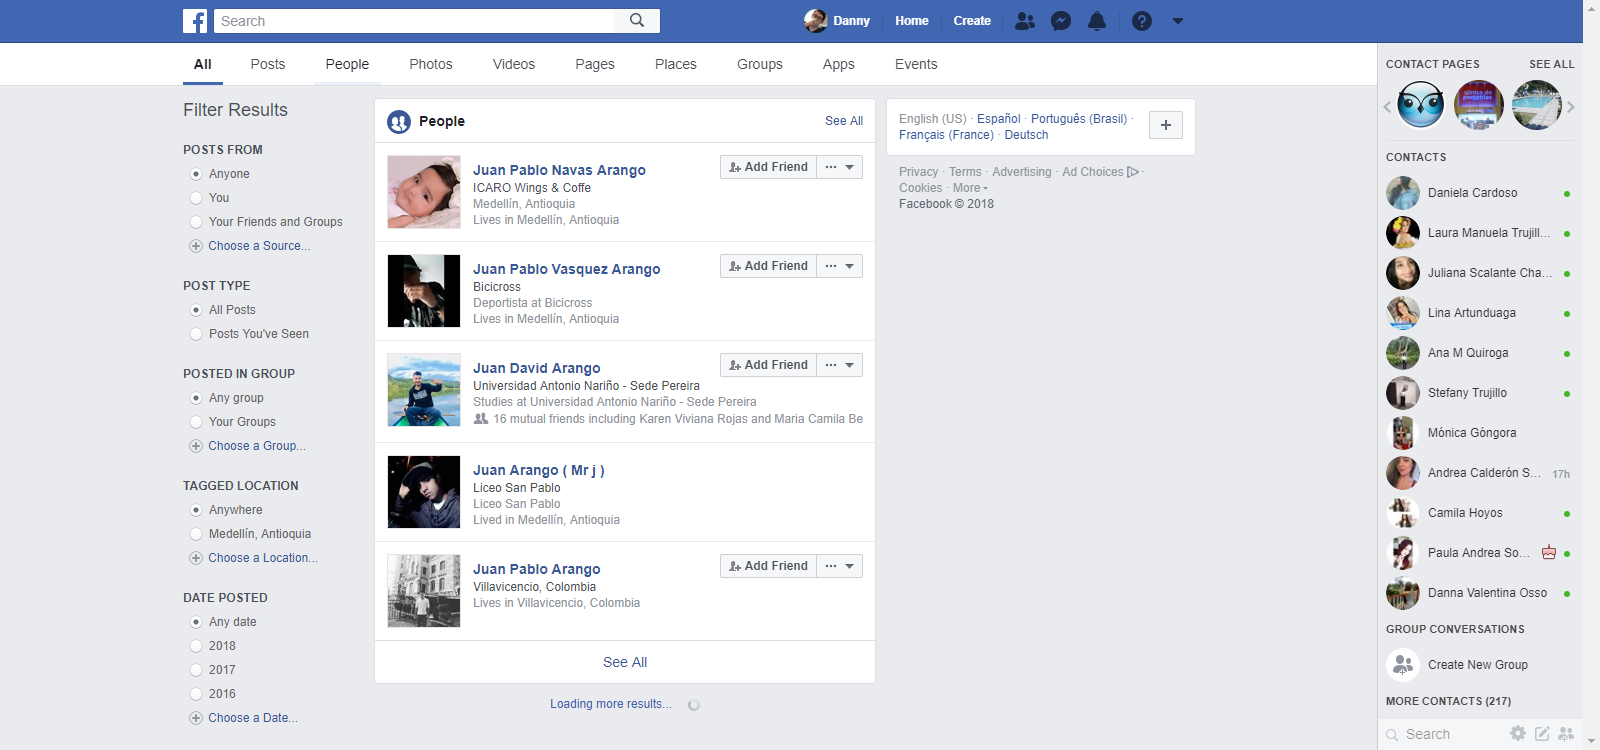 Search
Danny
Home
Create
All
Posts
People
Photos
Videos
Pages
Places
Groups
Apps
Events
Filter Results
POSTS FROM
Anyone
You
Your Friends and Groups
Choose a Source...
POST TYPE
All Posts
Posts You've Seen
POSTED IN GROUP
Any group
Your Groups
Choose a Group...
TAGGED LOCATION
Anywhere
Medellín, Antioquia
Choose a Location...
DATE POSTED
Any date
2018
2017
2016
Choose a Date...
People
See All
Juan Pablo Navas Arango
ICARO Wings & Coffe
Medellín, Antioquia
Lives in Medellín, Antioquia
Add Friend
Juan Pablo Vasquez Arango
Bicicross
Deportista at Bicicross
Lives in Medellín, Antioquia
Add Friend
Juan David Arango
Universidad Antonio Nariño - Sede Pereira
Studies at Universidad Antonio Nariño - Sede Pereira
16 mutual friends including Karen Viviana Rojas and Maria Camila Be
Add Friend
Juan Arango ( Mr j )
Liceo San Pablo
Liceo San Pablo
Lived in Medellín, Antioquia
Juan Pablo Arango
Villavicencio, Colombia
Lives in Villavicencio, Colombia
Add Friend
See All
Loading more results...
English (US) · Español · Português (Brasil) ·
Français (France) · Deutsch
Privacy · Terms · Advertising · Ad Choices ·
Cookies · More
Facebook © 2018
CONTACT PAGES
SEE ALL
CONTACTS
Daniela Cardoso
Laura Manuela Trujill...
Juliana Scalante Cha...
Lina Artunduaga
Ana M Quiroga
Stefany Trujillo
Mónica Góngora
Andrea Calderón S... 17h
Camila Hoyos
Paula Andrea So...
Danna Valentina Osso
GROUP CONVERSATIONS
Create New Group
MORE CONTACTS (217)
Search